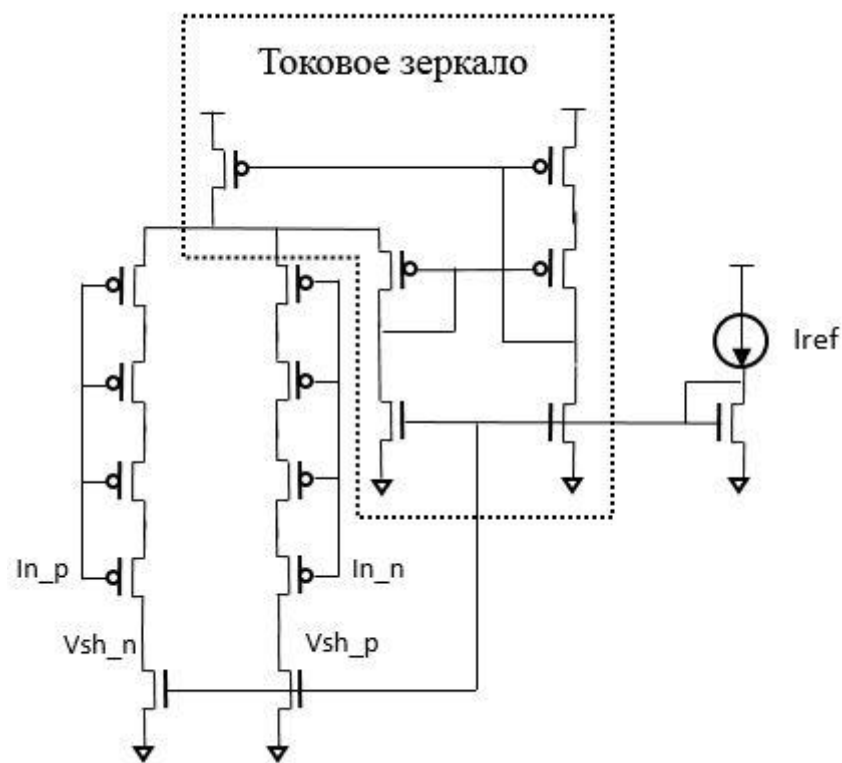 Токовое зеркало
Iref
In_p
In_n
Vsh_n
Vsh_p